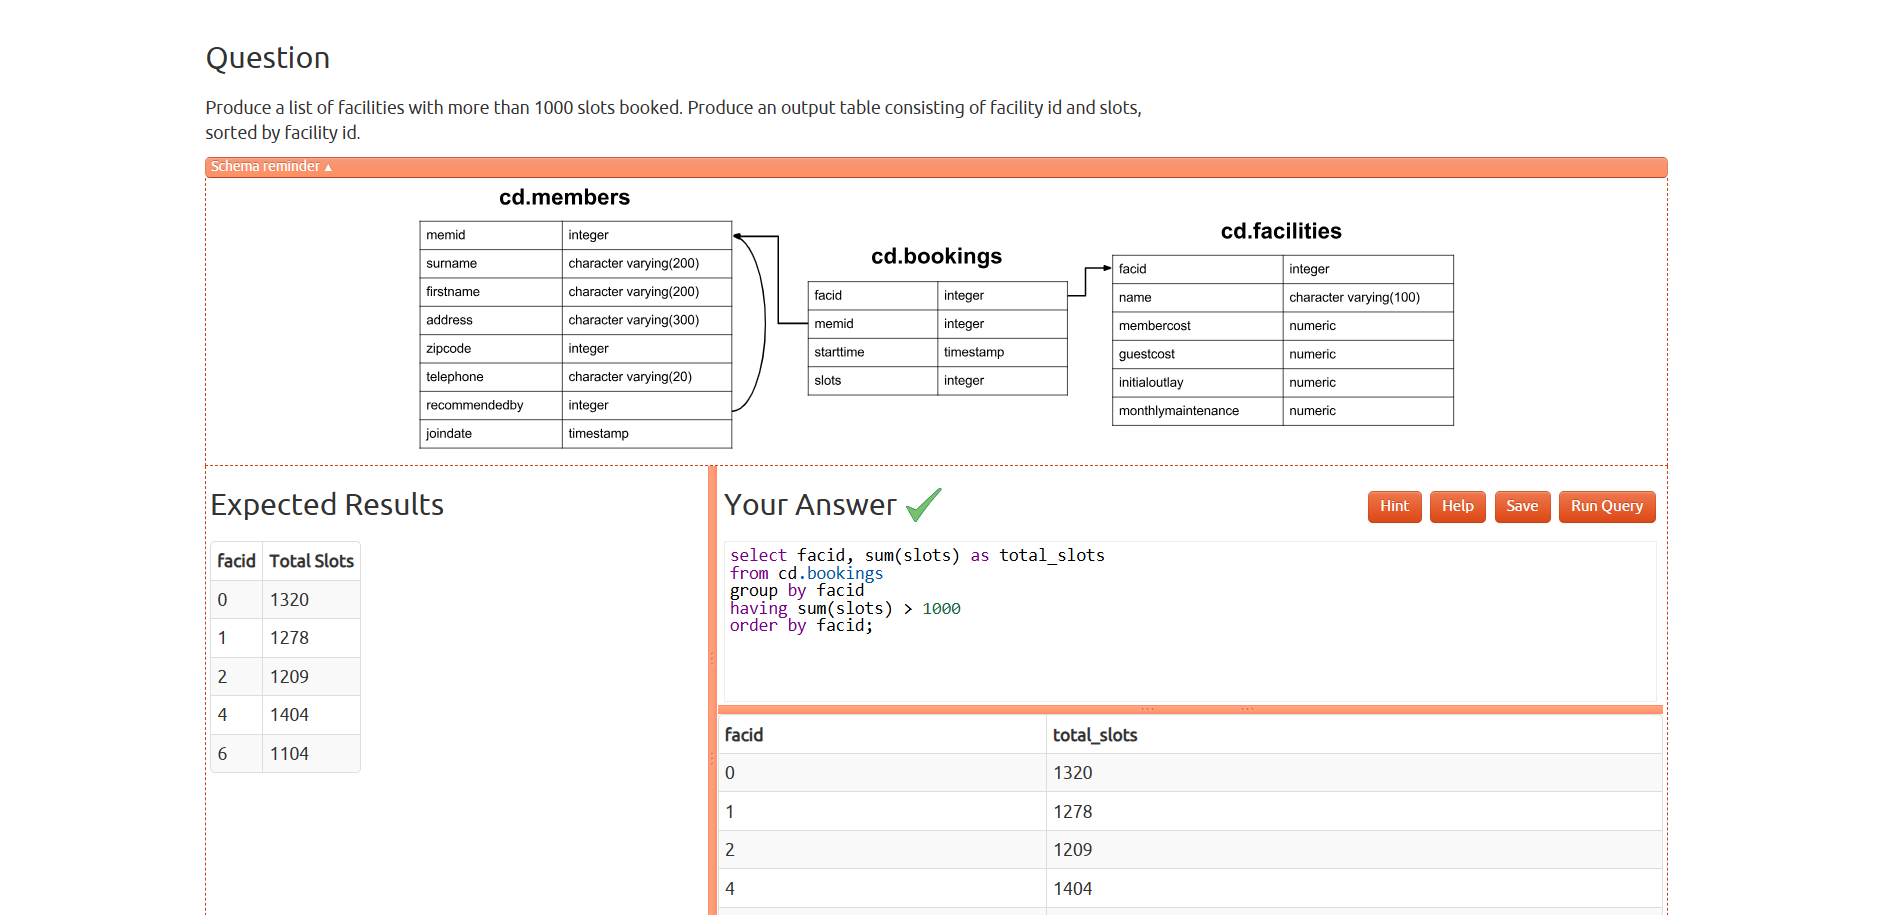 Question
Produce a list of facilities with more than 1000 slots booked. Produce an output table consisting of facility id and slots,
sorted by facility id.
Schema reminder ▲
cd.members
memid integer
surname character varying(200)
firstname character varying(200)
address character varying(300)
zipcode integer
telephone character varying(20)
recommendedby integer
joindate timestamp
cd.bookings
facid integer
memid integer
starttime timestamp
slots integer
cd.facilities
facid integer
name character varying(100)
membercost numeric
guestcost numeric
initialoutlay numeric
monthlymaintenance numeric
Expected Results
facid Total Slots
0 1320
1 1278
2 1209
4 1404
6 1104
Your Answer
Hint Help Save Run Query
select facid, sum(slots) as total_slots
from cd.bookings
group by facid
having sum(slots) > 1000
order by facid;
facid total_slots
0 1320
1 1278
2 1209
4 1404